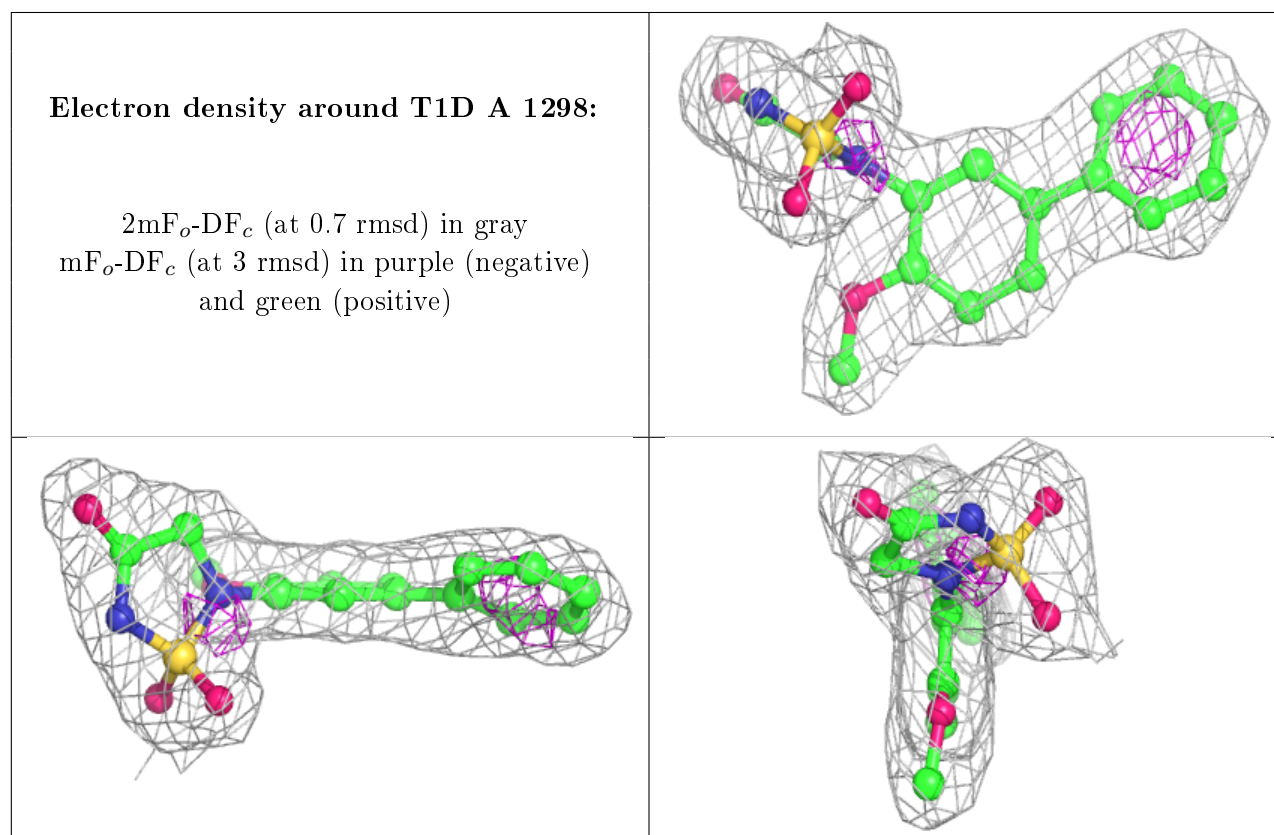 Electron density around T1D A 1298:
2mFo-DFc (at 0.7 rmsd) in gray
mFo-DFc (at 3 rmsd) in purple (negative)
and green (positive)